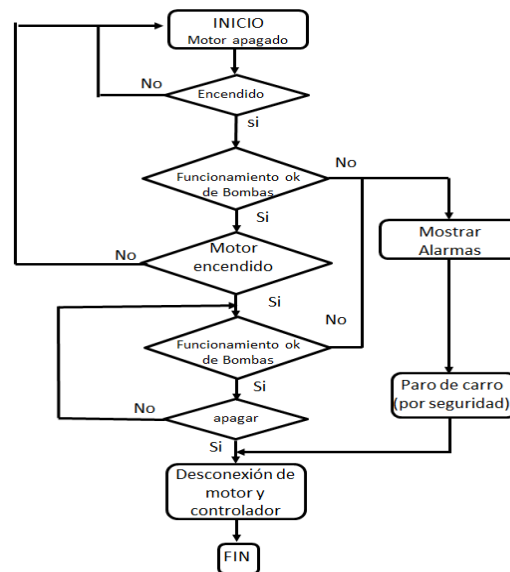 INICIO
Motor apagado
No
Encendido
si
No
Funcionamiento ok
de Bombas
Si
Mostrar
Alarmas
No
Motor
encendido
Si
No
Funcionamiento ok
de Bombas
Si
Paro de carro
(por seguridad)
No
apagar
Si
Desconexión de
motor y
controlador
FIN